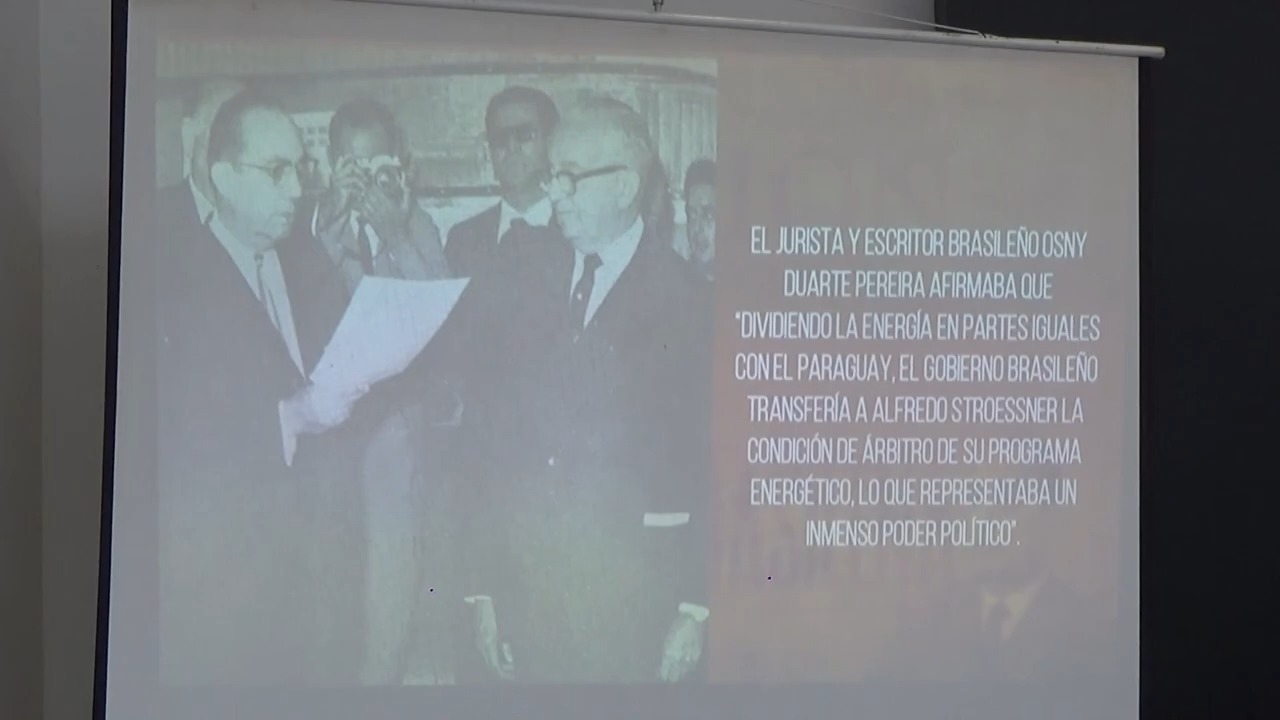 EL JURISTA Y ESCRITOR BRASILEÑO OSNY
DUARTE PEREIRA AFIRMABA QUE
“DIVIDIENDO LA ENERGÍA EN PARTES IGUALES
CON EL PARAGUAY, EL GOBIERNO BRASILEÑO
TRANSFERÍA A ALFREDO STROESSNER LA
CONDICIÓN DE ÁRBITRO DE SU PROGRAMA
ENERGÉTICO, LO QUE REPRESENTABA UN
INMENSO PODER POLÍTICO”.